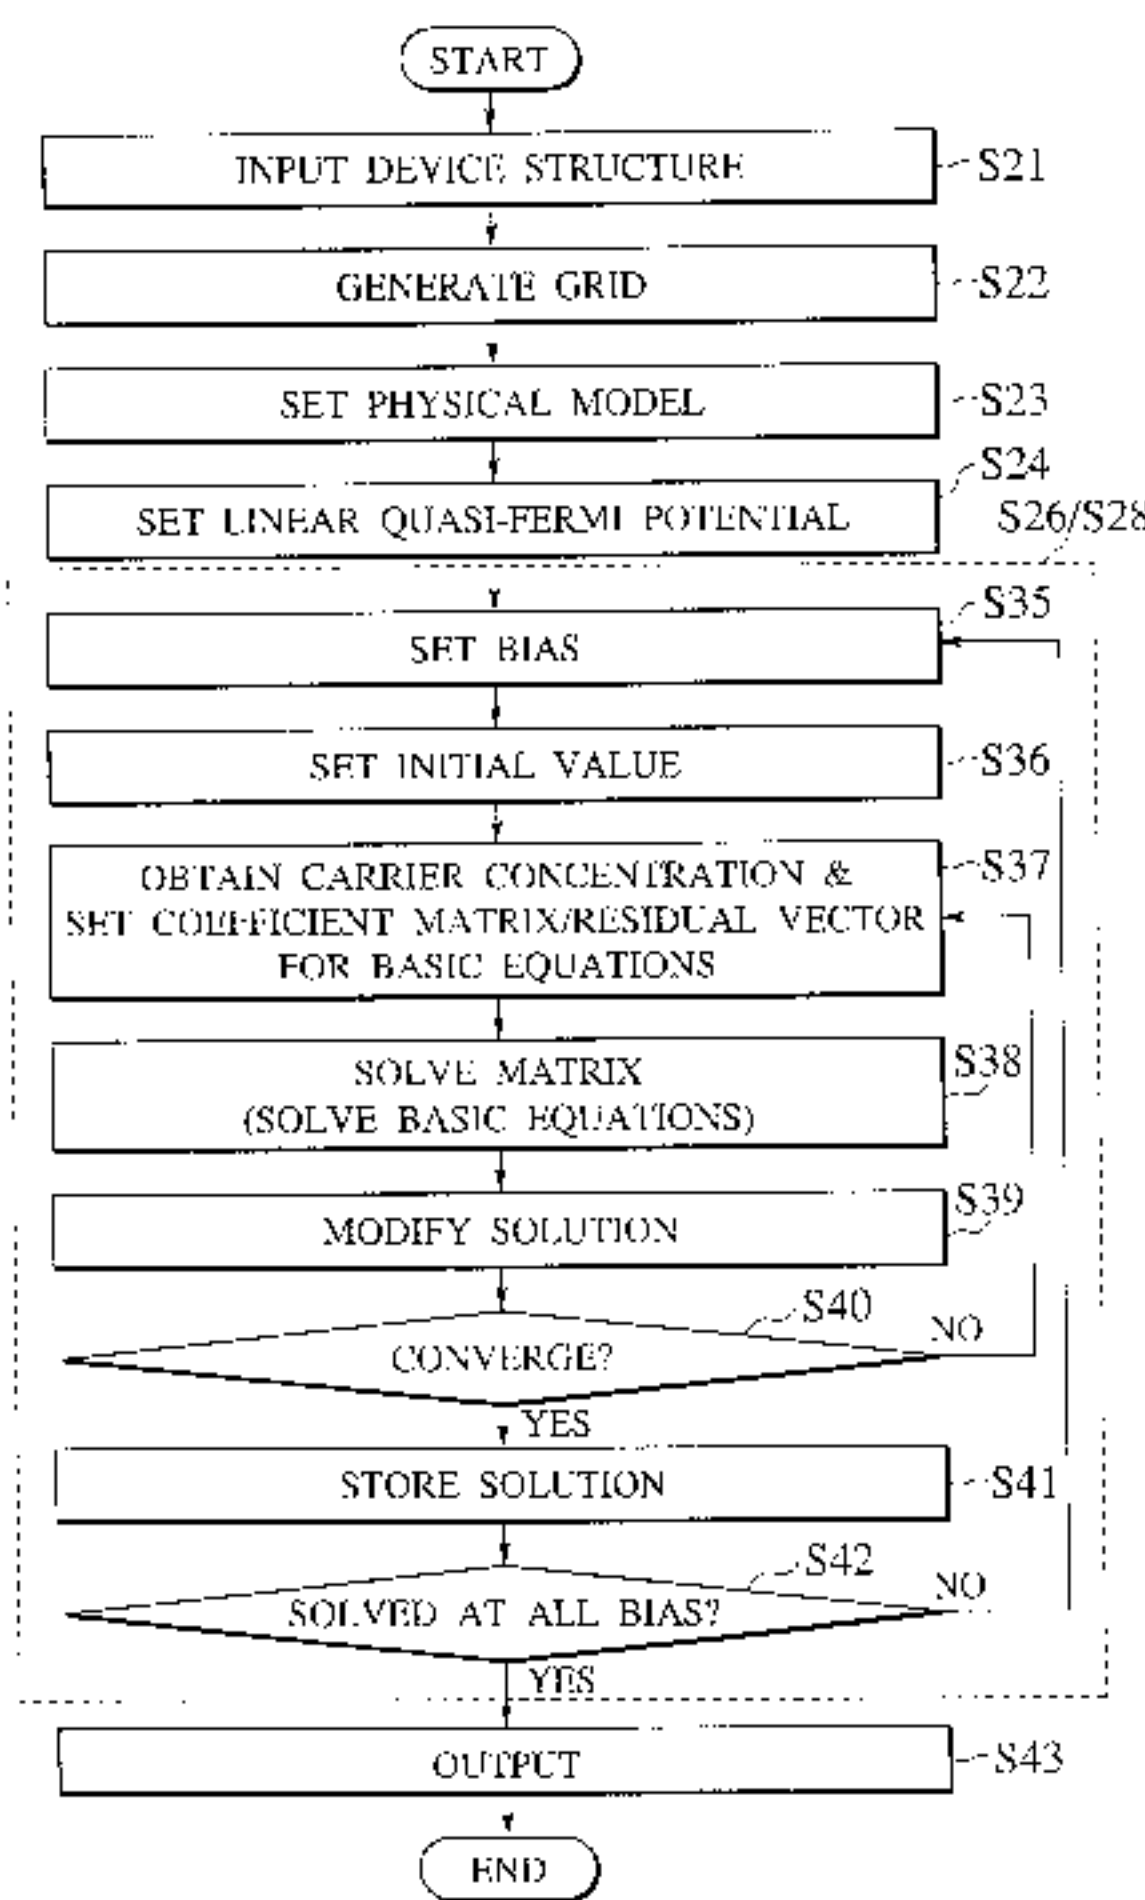 START
INPUT DEVICE STRUCTURE
S21
GENERATE GRID
S22
SET PHYSICAL MODEL
S23
S24
SET LINEAR QUASI-FERMI POTENTIAL
S26/S28
S35
SET BIAS
SET INITIAL VALUE
S36
S37
OBTAIN CARRIER CONCENTRATION &
SET COEFFICIENT MATRIX/RESIDUAL VECTOR
FOR BASIC EQUATIONS
S38
SOLVE MATRIX
(SOLVE BASIC EQUATIONS)
S39
MODIFY SOLUTION
S40
NO
CONVERGE?
YES
STORE SOLUTION
S41
S42
NO
SOLVED AT ALL BIAS?
YES
OUTPUT
S43
END